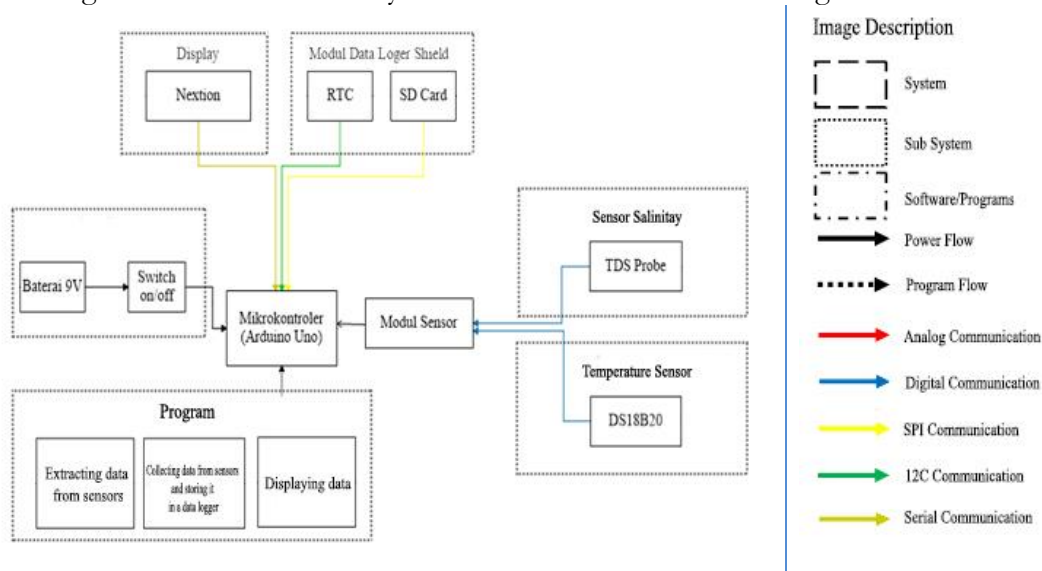 Display
Nextion
Modul Data Loger Shield
RTC
SD Card
Baterai 9V
Switch
on/off
Mikrokontroler
(Arduino Uno)
Modul Sensor
Sensor Salinitay
TDS Probe
Temperature Sensor
DS18B20
Program
Extracting data
from sensors
Collecting data from sensors
and storing it
in a data logger
Displaying data
Image Description
System
Sub System
Software/Programs
Power Flow
Program Flow
Analog Communication
Digital Communication
SPI Communication
12C Communication
Serial Communication